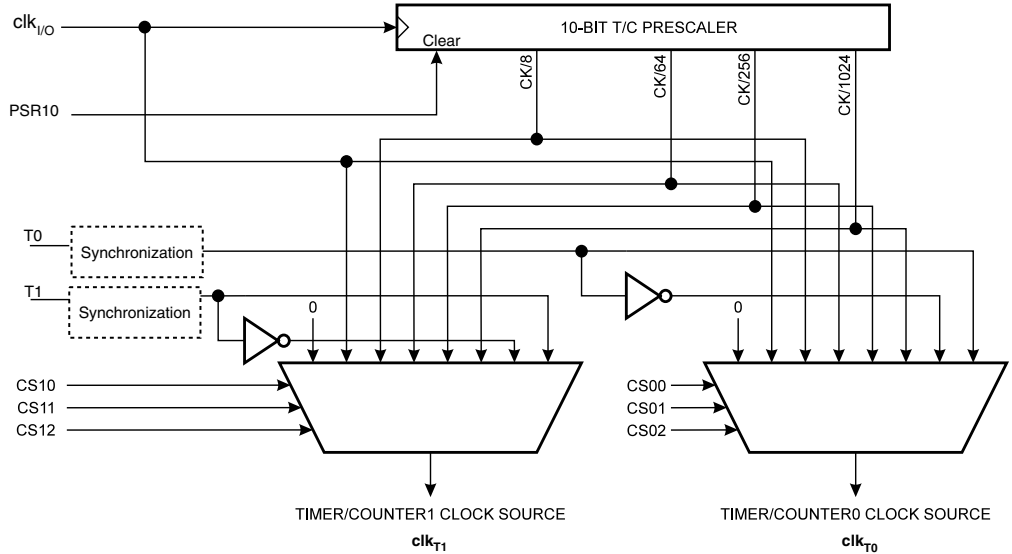 clkI/O
10-BIT T/C PRESCALER
Clear
CK/8
CK/64
CK/256
CK/1024
PSR10
T0
Synchronization
T1
Synchronization
0
0
CS10
CS11
CS12
CS00
CS01
CS02
TIMER/COUNTER1 CLOCK SOURCE
clkT1
TIMER/COUNTER0 CLOCK SOURCE
clkT0